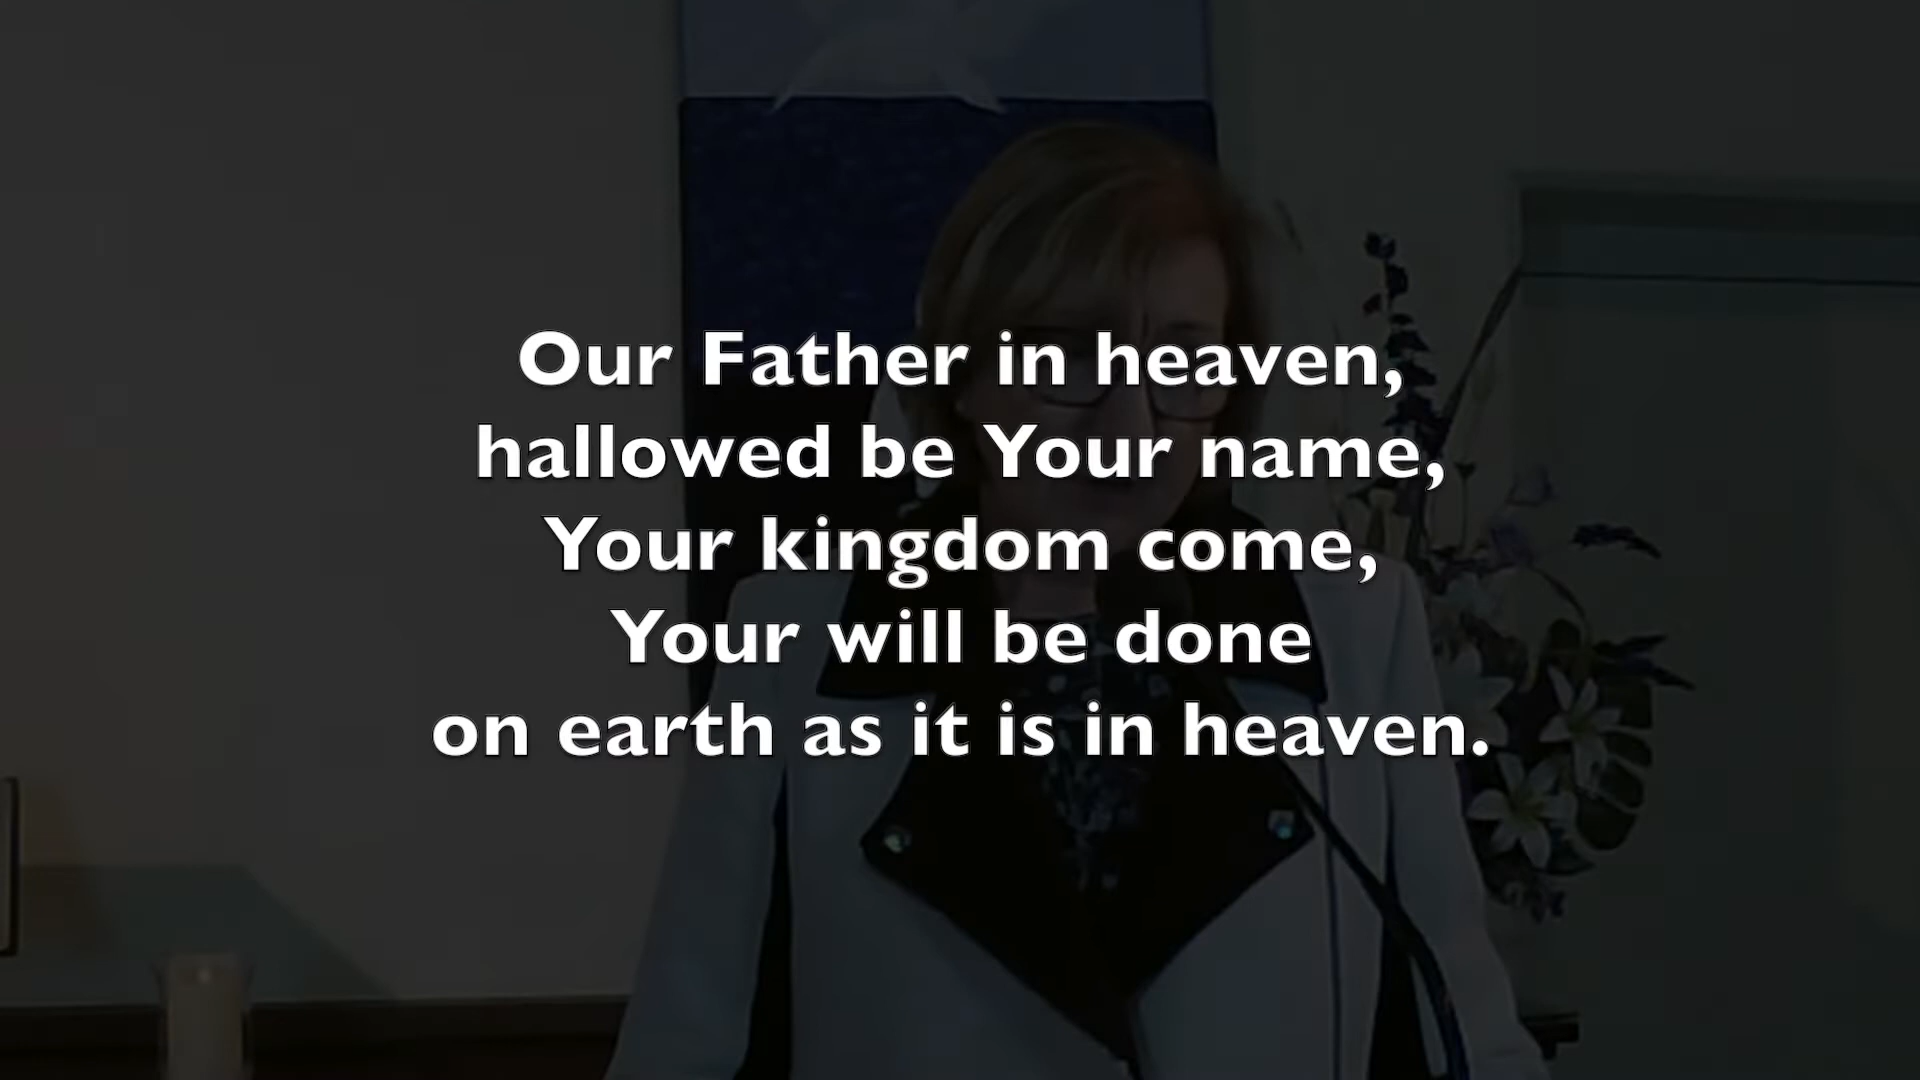 Our Father in heaven,
hallowed be Your name,
Your kingdom come,
Your will be done
on earth as it is in heaven.